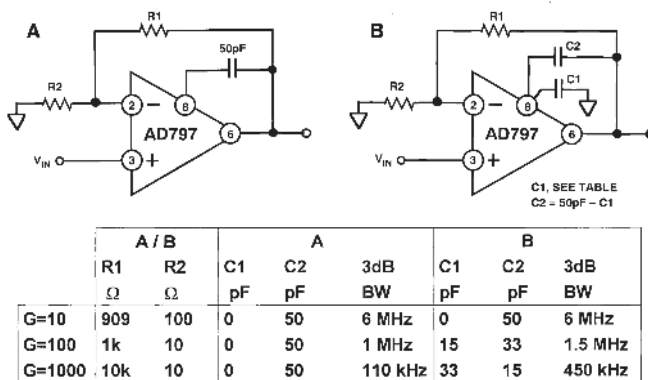 A
R1
50pF
R2
2
8
AD797
6
VIN
3
B
R1
C2
C1
R2
2
8
AD797
6
VIN
3
C1, SEE TABLE
C2 = 50pF – C1
A / B A B
R1 R2 C1 C2 3dB C1 C2 3dB
Ω Ω pF pF BW pF pF BW
G=10 909 100 0 50 6 MHz 0 50 6 MHz
G=100 1k 10 0 50 1 MHz 15 33 1.5 MHz
G=1000 10k 10 0 50 110 kHz 33 15 450 kHz